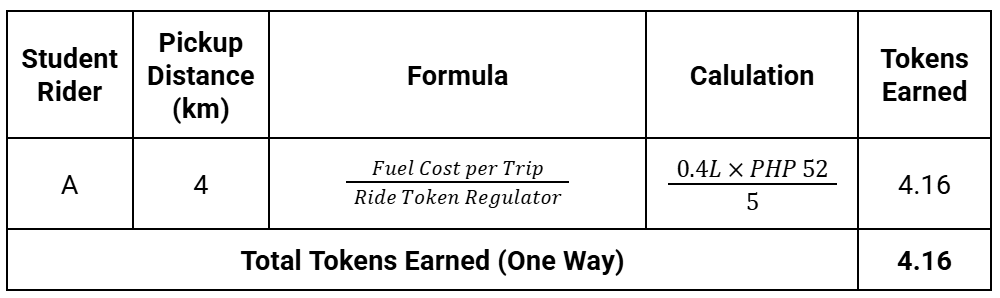 Student Rider
Pickup Distance (km)
Formula
Calulation
Tokens Earned
A
4
Fuel Cost per Trip
Ride Token Regulator
0.4L × PHP 52
5
4.16
Total Tokens Earned (One Way)
4.16